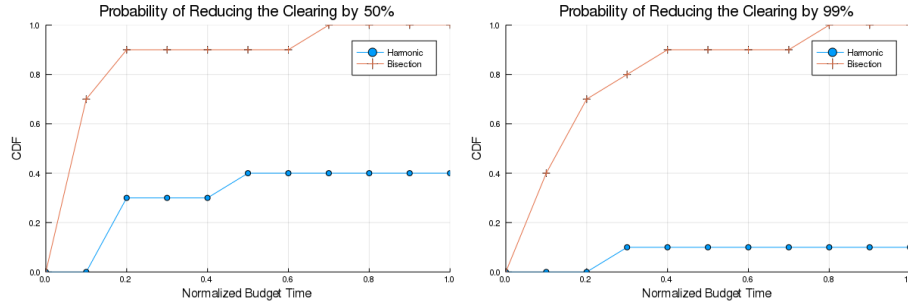 Probability of Reducing the Clearing by 50%
1.0
0.8
0.6
0.4
0.2
0.0
CDF
Harmonic
Bisection
0.0 0.2 0.4 0.6 0.8 1.0
Normalized Budget Time
Probability of Reducing the Clearing by 99%
1.0
0.8
0.6
0.4
0.2
0.0
CDF
Harmonic
Bisection
0.0 0.2 0.4 0.6 0.8 1.0
Normalized Budget Time